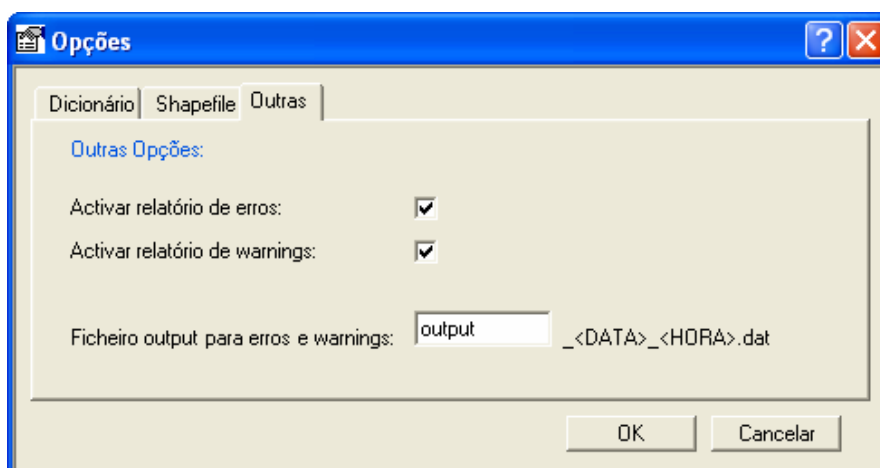 Opções
Dicionário Shapefile Outras
Outras Opções:
Activar relatório de erros:
Activar relatório de warnings:
Ficheiro output para erros e warnings: output _<DATA>_<HORA>.dat
OK Cancelar